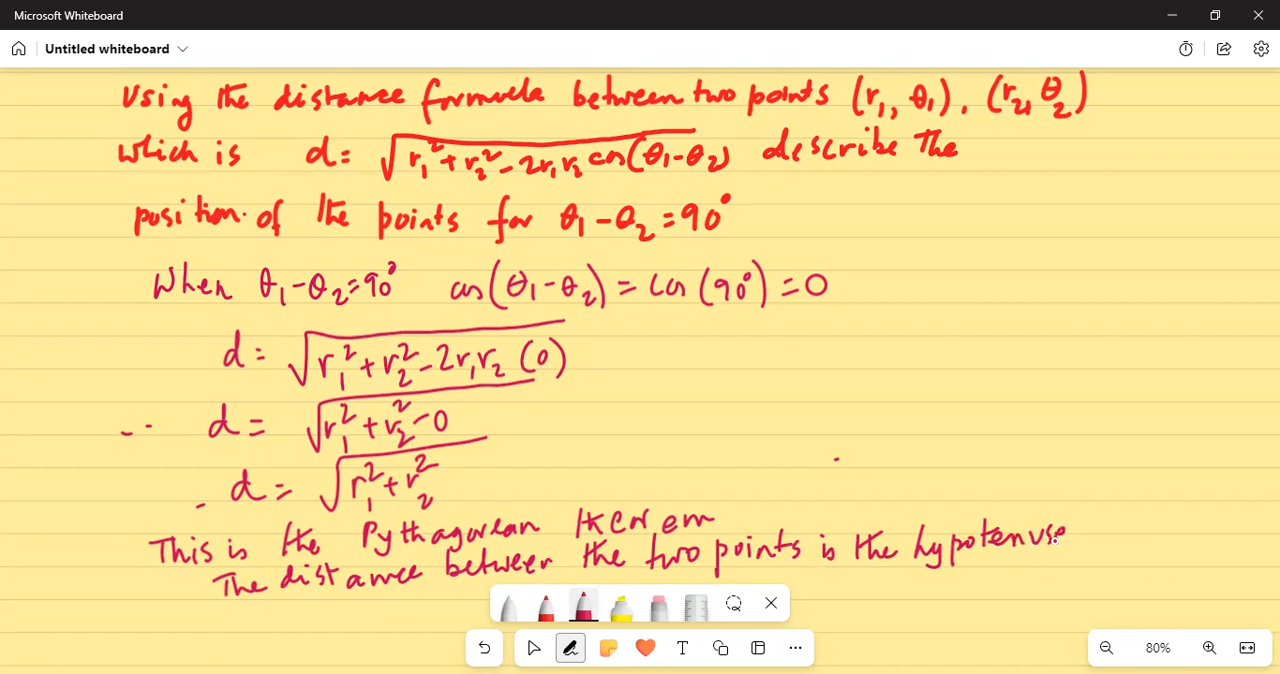 Microsoft Whiteboard
Untitled whiteboard
Using the distance formula between two points (r₁, θ₁), (r₂, θ₂)
which is d = √(r₁² + r₂² - 2r₁r₂ cos(θ₁-θ₂)) describe the
position of the points for θ₁ - θ₂ = 90°
When θ₁ - θ₂ = 90° cos(θ₁ - θ₂) = cos(90°) = 0
d = √(r₁² + r₂² - 2r₁r₂(0))
d = √(r₁² + r₂² - 0)
d = √(r₁² + r₂²)
This is the Pythagorean theorem
The distance between the two points is the hypotenuse
T
80%